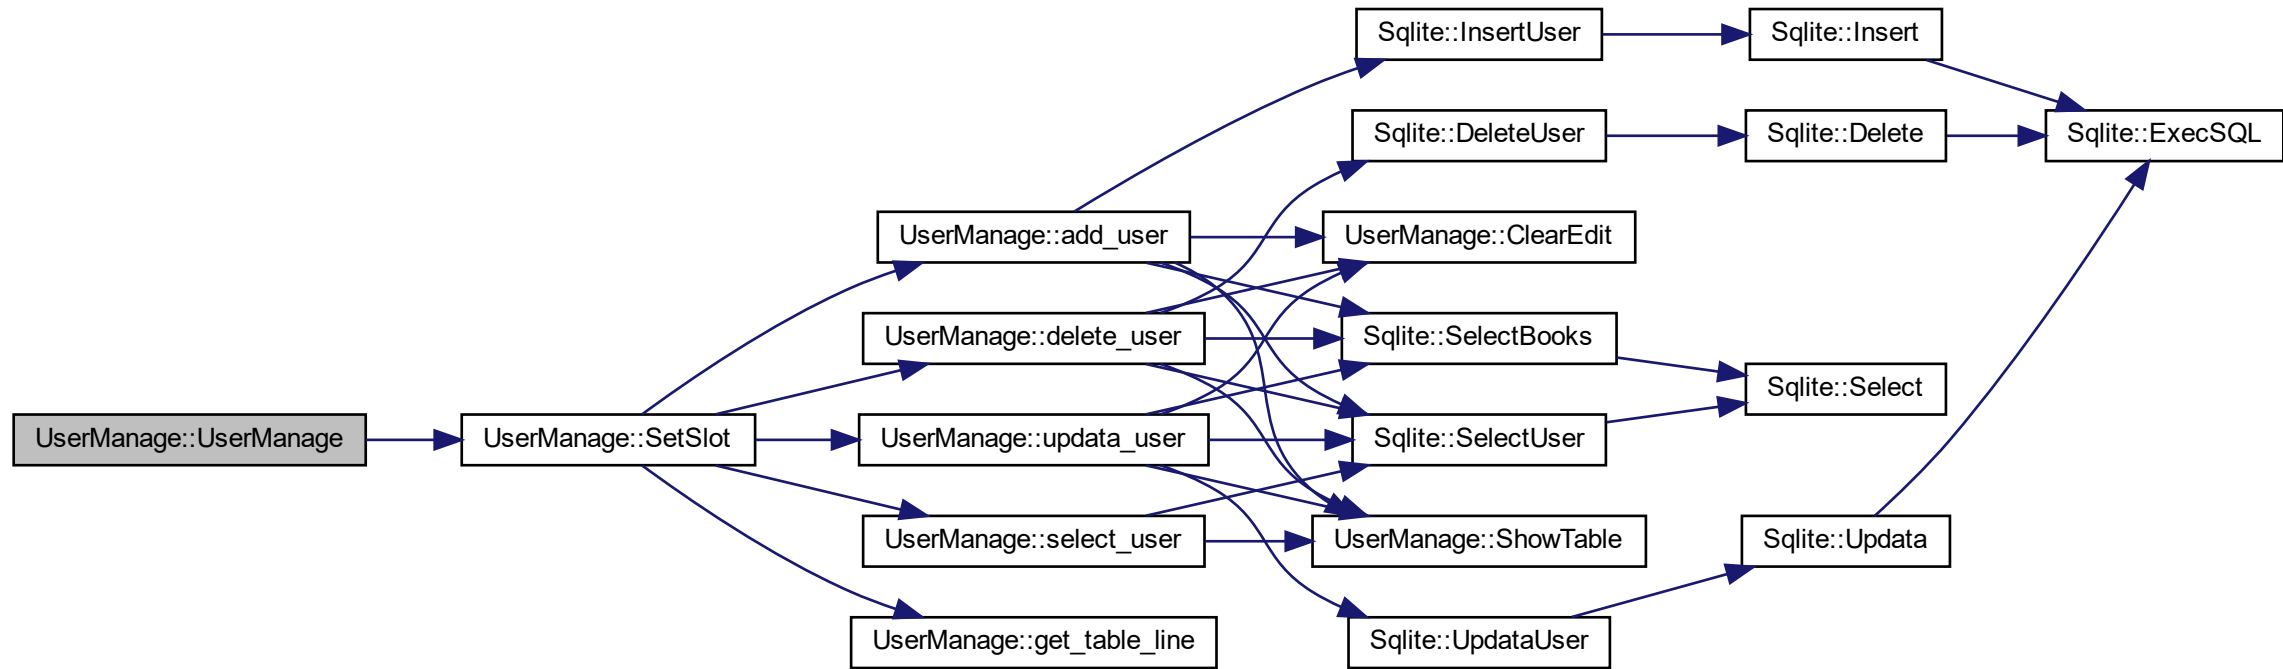 UserManage::UserManage
UserManage::SetSlot
UserManage::add_user
UserManage::delete_user
UserManage::updata_user
UserManage::select_user
UserManage::get_table_line
Sqlite::InsertUser
Sqlite::DeleteUser
UserManage::ClearEdit
Sqlite::SelectBooks
Sqlite::SelectUser
UserManage::ShowTable
Sqlite::UpdataUser
Sqlite::Insert
Sqlite::Delete
Sqlite::Select
Sqlite::Updata
Sqlite::ExecSQL